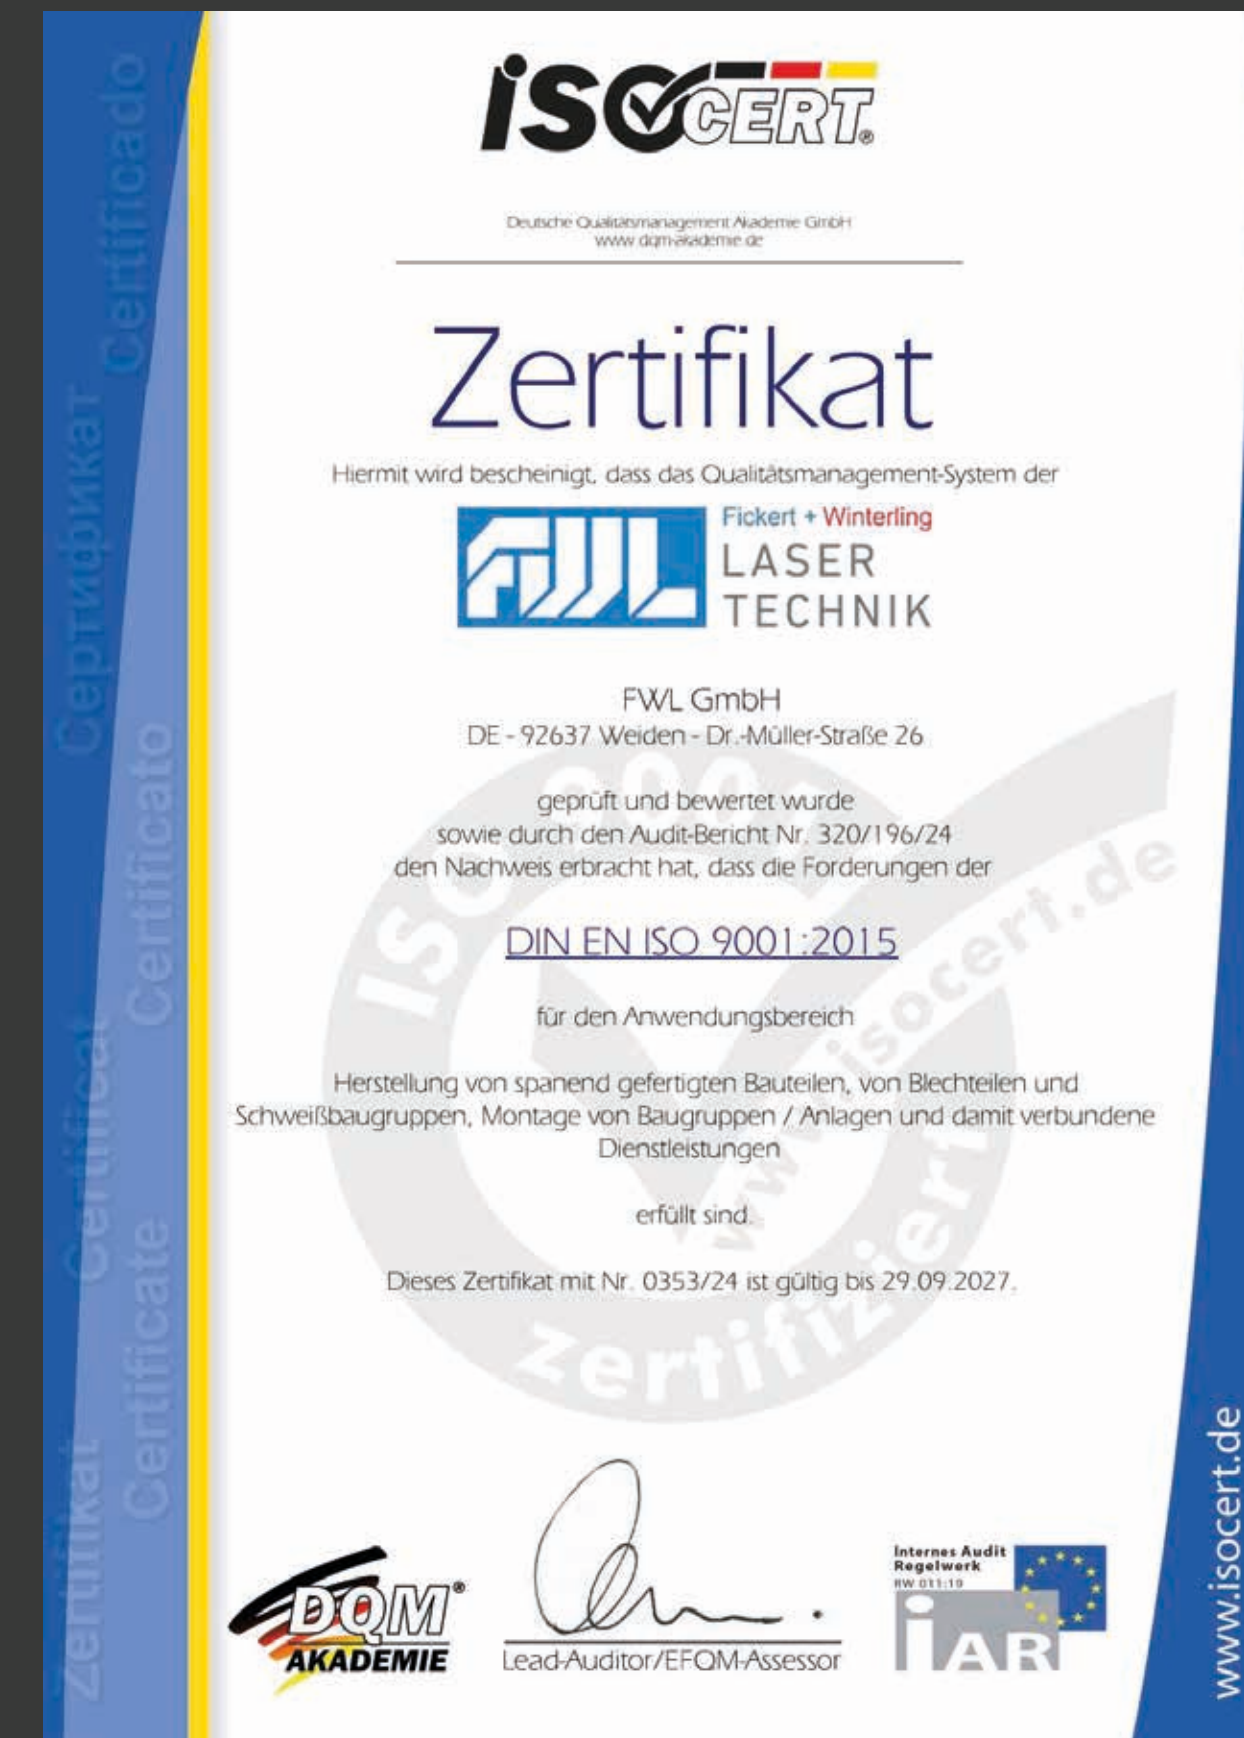 Certificado
Сертификат
Certificato
Certificat
Certificate
Zertifikat
iSOCERT®
Deutsche Qualitätsmanagement Akademie GmbH
www.dqm-akademie.de
Zertifikat
Hiermit wird bescheinigt, dass das Qualitätsmanagement-System der
FWL
Fickert + Winterling
LASER
TECHNIK
FWL GmbH
DE - 92637 Weiden - Dr.-Müller-Straße 26
geprüft und bewertet wurde
sowie durch den Audit-Bericht Nr. 320/196/24
den Nachweis erbracht hat, dass die Forderungen der
DIN EN ISO 9001:2015
für den Anwendungsbereich
Herstellung von spanend gefertigten Bauteilen, von Blechteilen und
Schweißbaugruppen, Montage von Baugruppen / Anlagen und damit verbundene
Dienstleistungen
erfüllt sind.
Dieses Zertifikat mit Nr. 0353/24 ist gültig bis 29.09.2027.
ISO 9001
www.isocert.de
zertifiziert
DQM®
AKADEMIE
Lead-Auditor/EFQM-Assessor
Internes Audit
Regelwerk
RW 011:19
iAR
www.isocert.de